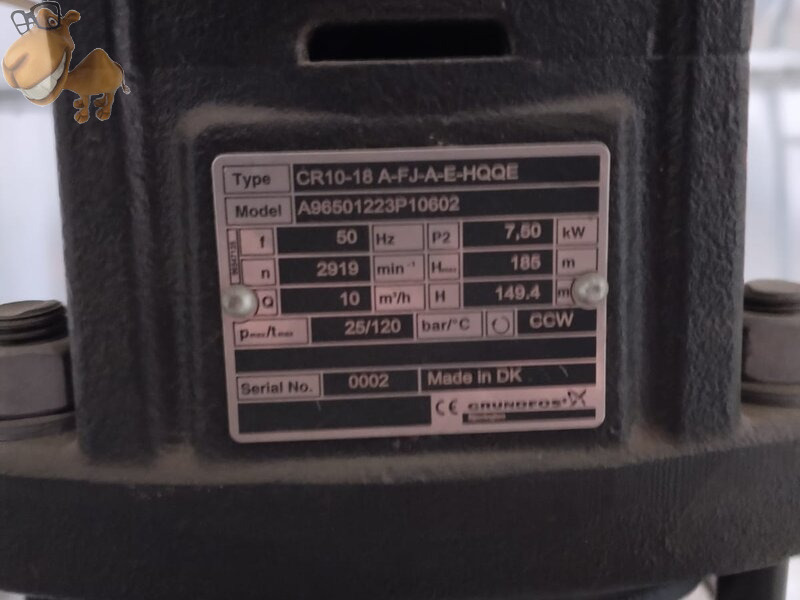 Type CR10-18 A-FJ-A-E-HQQE
Model A96501223P10602
f 50 Hz P2 7,50 kW
n 2919 min⁻¹ Hmax 185 m
Q 10 m³/h H 149.4 m
pmax/tmax 25/120 bar/°C CCW
Serial No. 0002 Made in DK
CE GRUNDFOS